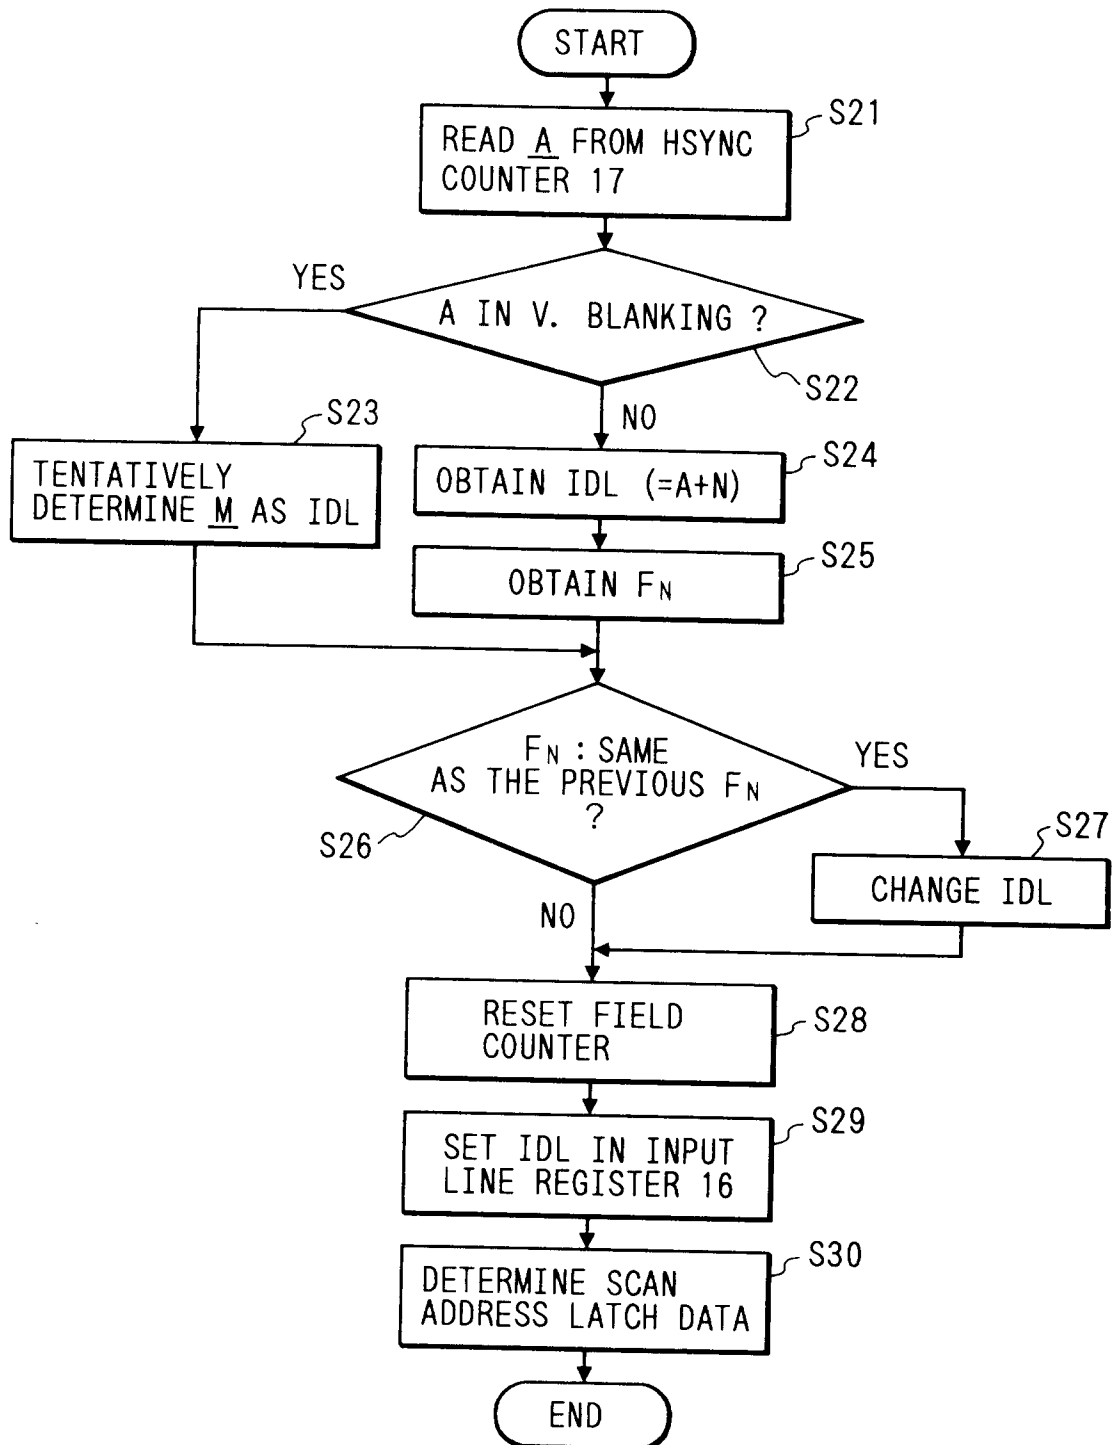 START
S21
READ A FROM HSYNC
COUNTER 17
YES
A IN V. BLANKING ?
S22
NO
S23
TENTATIVELY
DETERMINE M AS IDL
S24
OBTAIN IDL (=A+N)
S25
OBTAIN FN
FN : SAME
AS THE PREVIOUS FN
?
YES
S26
S27
CHANGE IDL
NO
RESET FIELD
COUNTER
S28
S29
SET IDL IN INPUT
LINE REGISTER 16
S30
DETERMINE SCAN
ADDRESS LATCH DATA
END